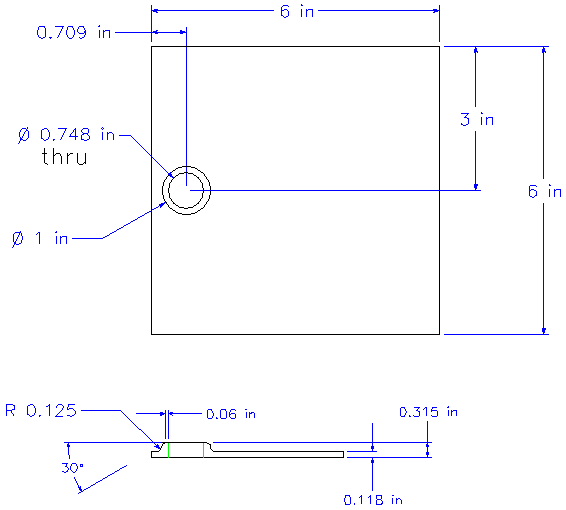 6 in
0.709 in
3 in
Ø 0.748 in
thru
6 in
Ø 1 in
R 0.125
0.06 in
0.315 in
30°
0.118 in